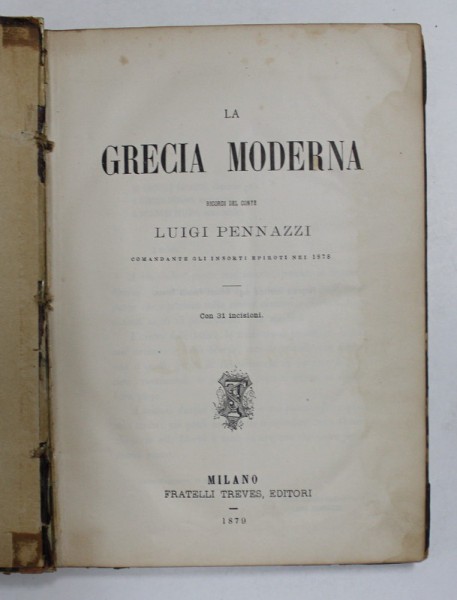 LA
GRECIA MODERNA
RICORDI DEL CONTE
LUIGI PENNAZZI
COMANDANTE GLI INSORTI EPIROTI NEL 1878
Con 31 incisioni.
MILANO
FRATELLI TREVES, EDITORI
1879